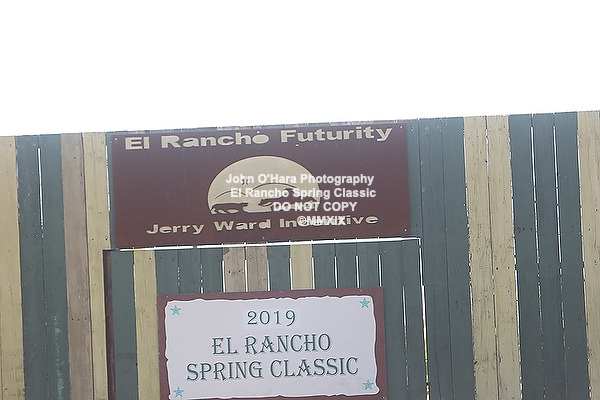 El Rancho Futurity
John O'Hara Photography
El Rancho Spring Classic
DO NOT COPY
©MMXIX
Jerry Ward Incentive
2019
EL RANCHO
SPRING CLASSIC